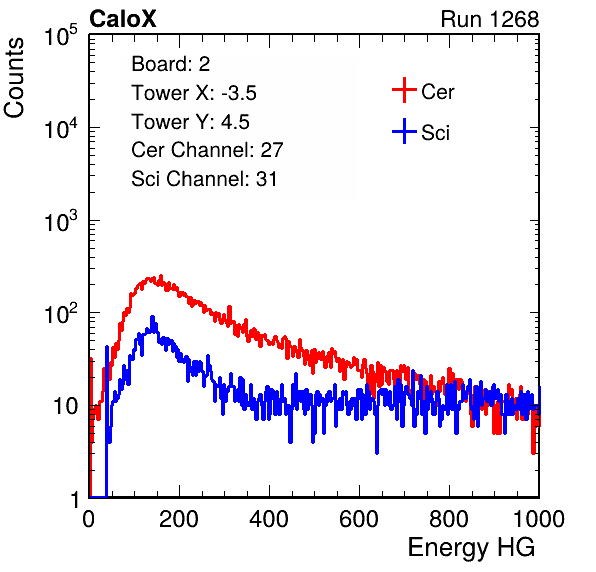 CaloX Run 1268
Counts
Board: 2
Tower X: -3.5
Tower Y: 4.5
Cer Channel: 27
Sci Channel: 31
Cer
Sci
10^5
10^4
10^3
10^2
10
1
0 200 400 600 800 1000
Energy HG